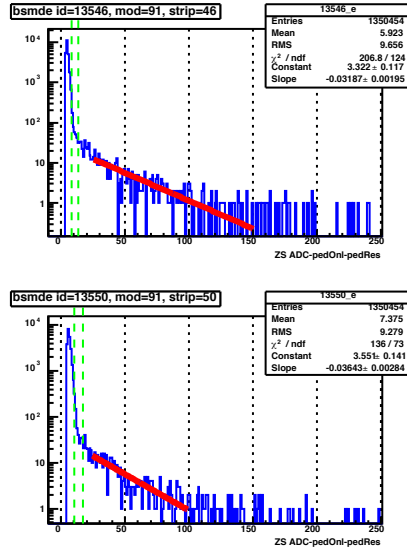 bsmde id=13546, mod=91, strip=46
13546_e
Entries 1350454
Mean 5.923
RMS 9.656
χ² / ndf 206.8 / 124
Constant 3.322 ± 0.117
Slope -0.03187± 0.00195
10⁴
10³
10²
10
1
0 50 100 150 200 250
ZS ADC-pedOnl-pedRes
bsmde id=13550, mod=91, strip=50
13550_e
Entries 1350454
Mean 7.375
RMS 9.279
χ² / ndf 136 / 73
Constant 3.551± 0.141
Slope -0.03643± 0.00284
10⁴
10³
10²
10
1
0 50 100 150 200 250
ZS ADC-pedOnl-pedRes